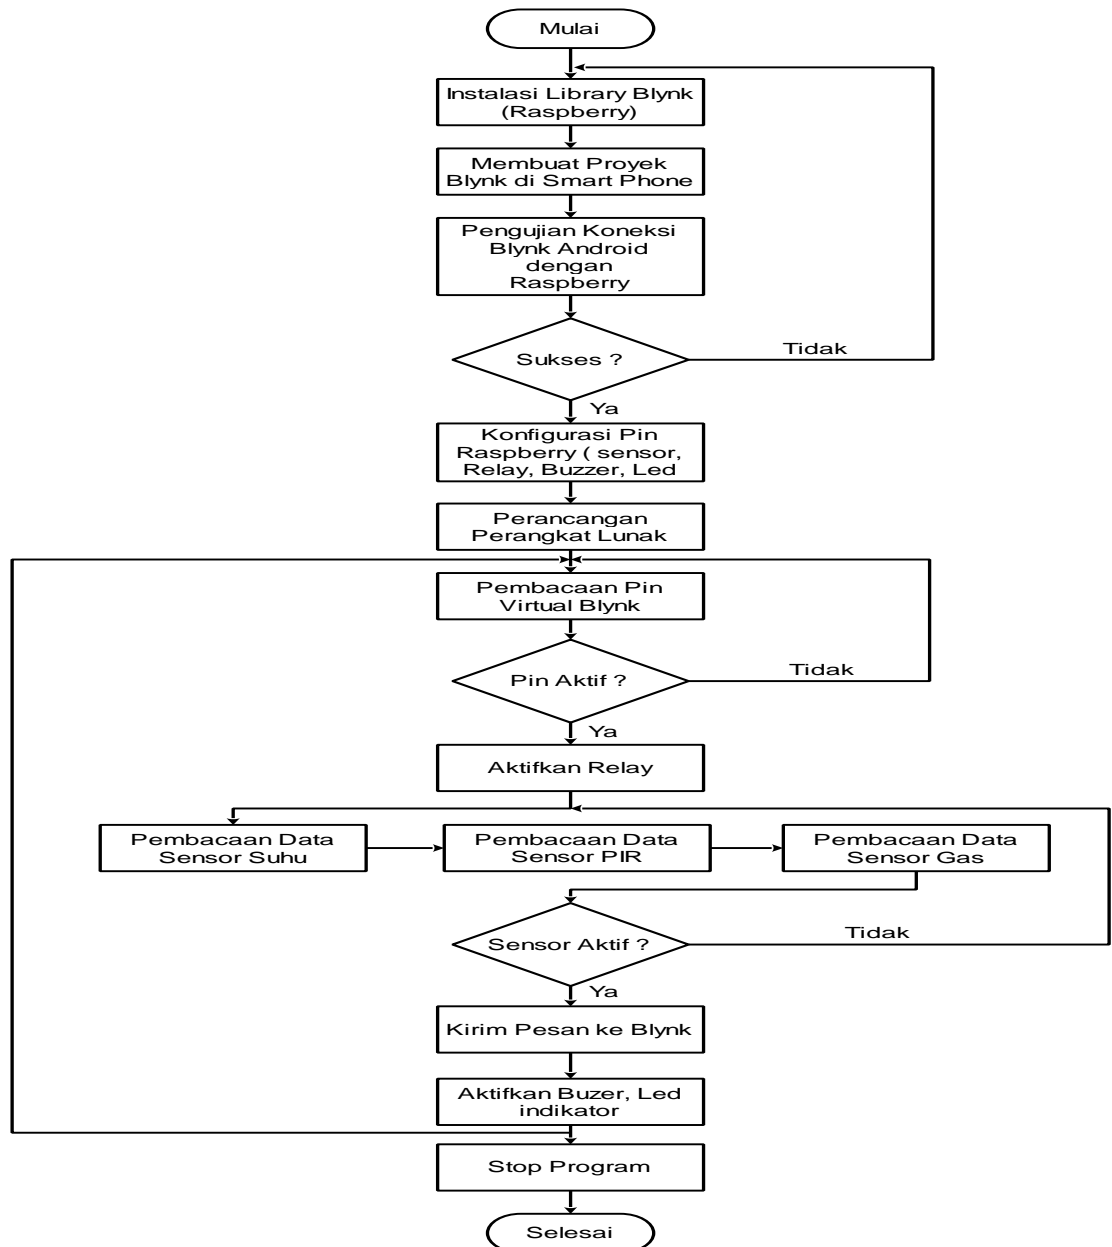 Mulai
Instalasi Library Blynk
(Raspberry)
Membuat Proyek
Blynk di Smart Phone
Pengujian Koneksi
Blynk Android
dengan
Raspberry
Sukses ?
Tidak
Ya
Konfigurasi Pin
Raspberry ( sensor,
Relay, Buzzer, Led
Perancangan
Perangkat Lunak
Pembacaan Pin
Virtual Blynk
Pin Aktif ?
Tidak
Ya
Aktifkan Relay
Pembacaan Data
Sensor Suhu
Pembacaan Data
Sensor PIR
Pembacaan Data
Sensor Gas
Sensor Aktif ?
Tidak
Ya
Kirim Pesan ke Blynk
Aktifkan Buzer, Led
indikator
Stop Program
Selesai